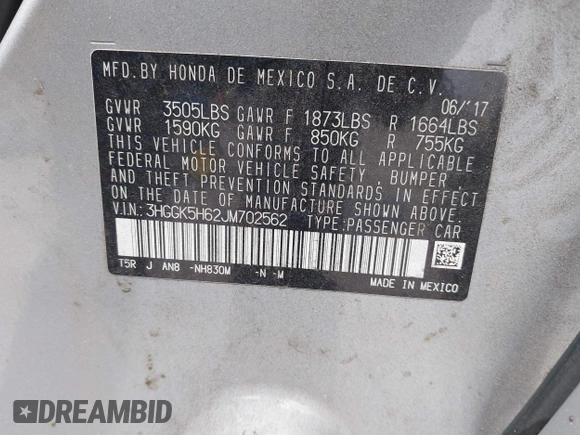 MFD.BY HONDA DE MEXICO S.A. DE C.V.
06/'17
GVWR 3505LBS GAWR F 1873LBS R 1664LBS
GVWR 1590KG GAWR F 850KG R 755KG
THIS VEHICLE CONFORMS TO ALL APPLICABLE
FEDERAL MOTOR VEHICLE SAFETY, BUMPER,
AND THEFT PREVENTION STANDARDS IN EFFECT
ON THE DATE OF MANUFACTURE SHOWN ABOVE.
V.I.N.: 3HGGK5H62JM702562 TYPE:PASSENGER CAR
T5R J AN8 -NH830M -N -M
MADE IN MEXICO
DREAMBID